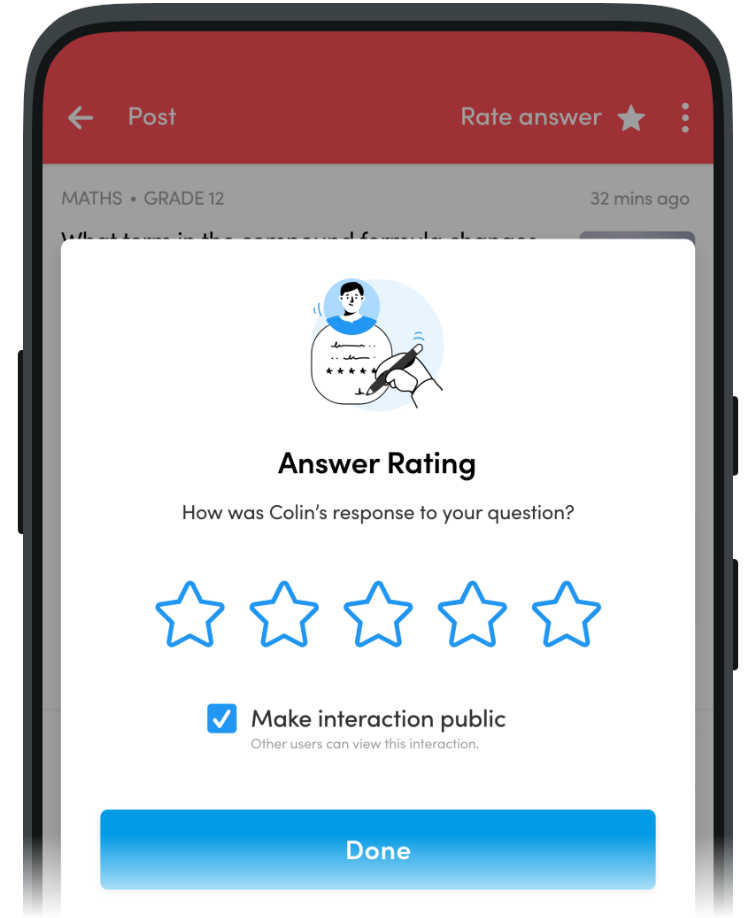 Post Rate answer
MATHS • GRADE 12 32 mins ago
What term in the compound formula changes
Answer Rating
How was Colin's response to your question?
Make interaction public
Other users can view this interaction.
Done